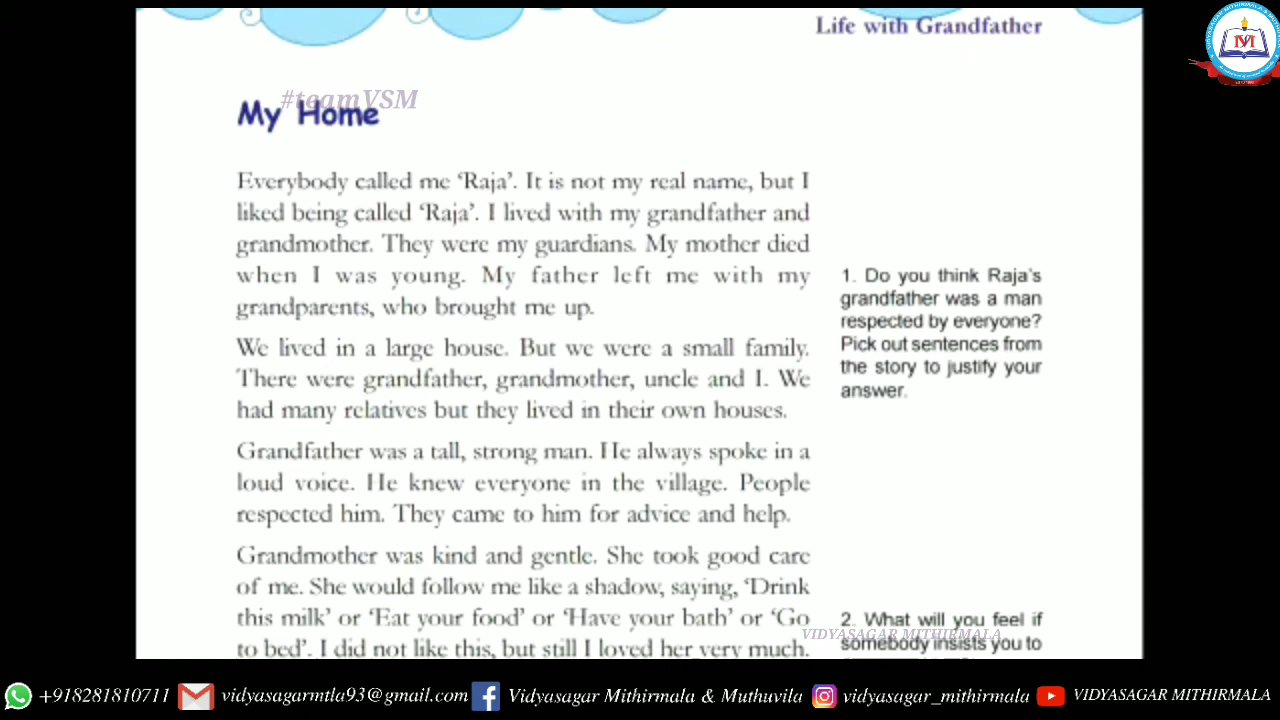 Life with Grandfather
#teamVSM
My Home
Everybody called me ‘Raja’. It is not my real name, but I
liked being called ‘Raja’. I lived with my grandfather and
grandmother. They were my guardians. My mother died
when I was young. My father left me with my
grandparents, who brought me up.
We lived in a large house. But we were a small family.
There were grandfather, grandmother, uncle and I. We
had many relatives but they lived in their own houses.
Grandfather was a tall, strong man. He always spoke in a
loud voice. He knew everyone in the village. People
respected him. They came to him for advice and help.
Grandmother was kind and gentle. She took good care
of me. She would follow me like a shadow, saying, ‘Drink
this milk’ or ‘Eat your food’ or ‘Have your bath’ or ‘Go
to bed’. I did not like this, but still I loved her very much.
1. Do you think Raja’s
grandfather was a man
respected by everyone?
Pick out sentences from
the story to justify your
answer.
2. What will you feel if
somebody insists you to
VIDYASAGAR MITHIRMALA
+918281810711 vidyasagarmtla93@gmail.com Vidyasagar Mithirmala & Muthuvila vidyasagar_mithirmala VIDYASAGAR MITHIRMALA